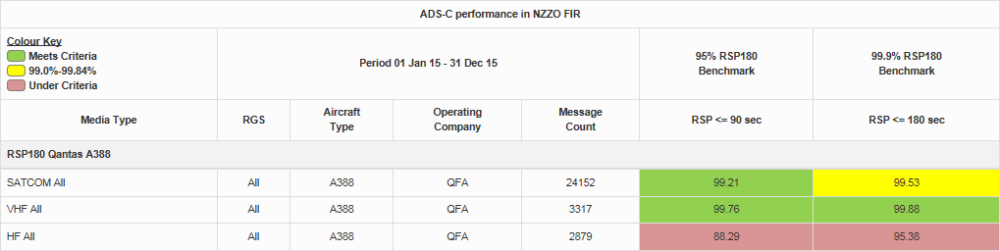 ADS-C performance in NZZO FIR
Colour Key
Meets Criteria
99.0%-99.84%
Under Criteria
Period 01 Jan 15 - 31 Dec 15
95% RSP180
Benchmark
99.9% RSP180
Benchmark
Media Type
RGS
Aircraft
Type
Operating
Company
Message
Count
RSP <= 90 sec
RSP <= 180 sec
RSP180 Qantas A388
SATCOM All All A388 QFA 24152 99.21 99.53
VHF All All A388 QFA 3317 99.76 99.88
HF All All A388 QFA 2879 88.29 95.38